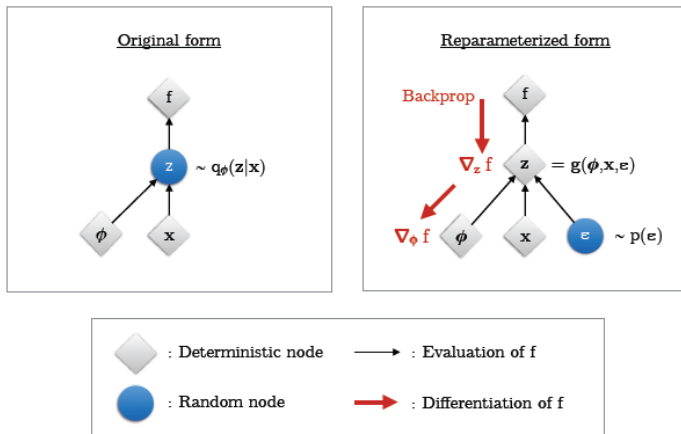 Original form
f
z ~ qϕ(z|x)
ϕ x
Reparameterized form
f
Backprop
∇z f z = g(ϕ,x,ε)
∇ϕ f ϕ x ε ~ p(ε)
: Deterministic node : Evaluation of f
: Random node : Differentiation of f